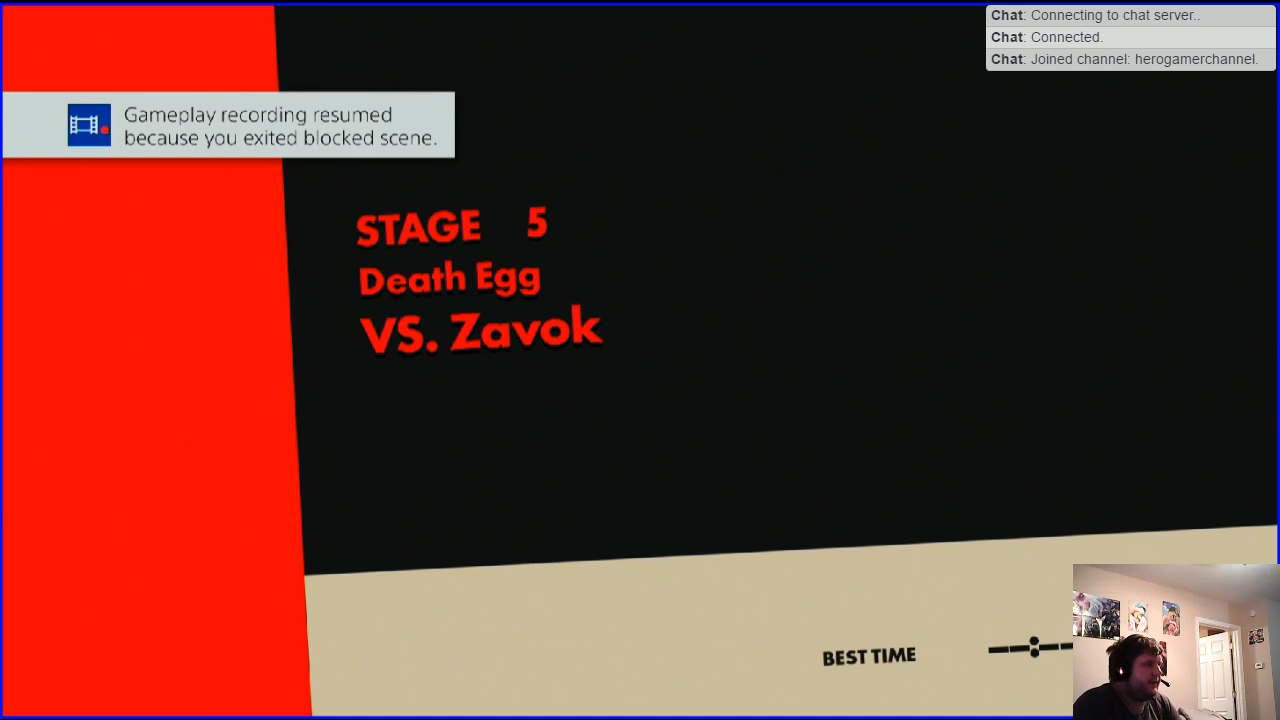 Chat: Connecting to chat server..
Chat: Connected.
Chat: Joined channel: herogamerchannel.
Gameplay recording resumed
because you exited blocked scene.
STAGE 5
Death Egg
VS. Zavok
BEST TIME